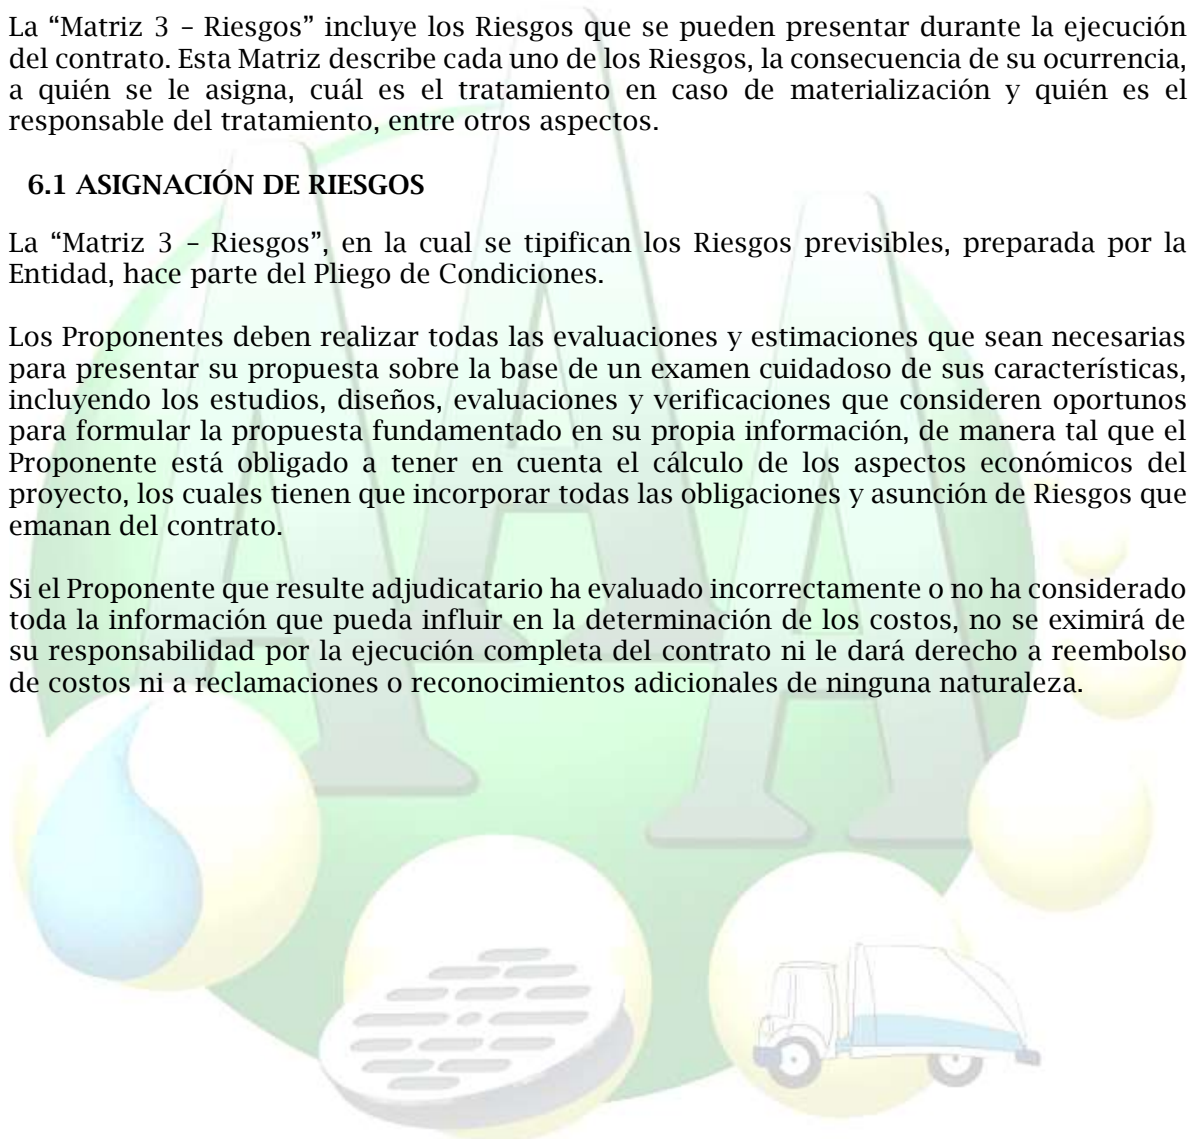 La “Matriz 3 – Riesgos” incluye los Riesgos que se pueden presentar durante la ejecución
del contrato. Esta Matriz describe cada uno de los Riesgos, la consecuencia de su ocurrencia,
a quién se le asigna, cuál es el tratamiento en caso de materialización y quién es el
responsable del tratamiento, entre otros aspectos.
6.1 ASIGNACIÓN DE RIESGOS
La “Matriz 3 – Riesgos”, en la cual se tipifican los Riesgos previsibles, preparada por la
Entidad, hace parte del Pliego de Condiciones.
Los Proponentes deben realizar todas las evaluaciones y estimaciones que sean necesarias
para presentar su propuesta sobre la base de un examen cuidadoso de sus características,
incluyendo los estudios, diseños, evaluaciones y verificaciones que consideren oportunos
para formular la propuesta fundamentado en su propia información, de manera tal que el
Proponente está obligado a tener en cuenta el cálculo de los aspectos económicos del
proyecto, los cuales tienen que incorporar todas las obligaciones y asunción de Riesgos que
emanan del contrato.
Si el Proponente que resulte adjudicatario ha evaluado incorrectamente o no ha considerado
toda la información que pueda influir en la determinación de los costos, no se eximirá de
su responsabilidad por la ejecución completa del contrato ni le dará derecho a reembolso
de costos ni a reclamaciones o reconocimientos adicionales de ninguna naturaleza.
AAA